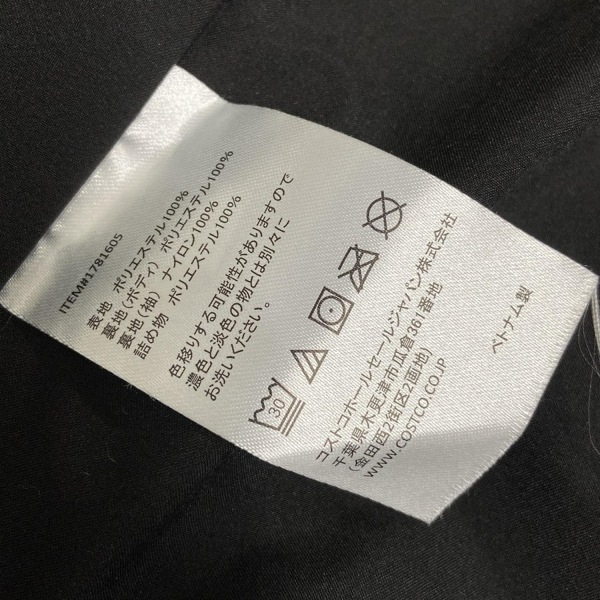 ITEM#1781605
表地 ポリエステル100%
裏地(ボディ) ポリエステル100%
裏地(袖) ナイロン100%
詰め物 ポリエステル100%
色移りする可能性がありますので
濃色と淡色の物とは別々に
お洗いください。
30
コストコホールセールジャパン株式会社
千葉県木更津市瓜倉361番地
(金田西2街区2画地)
WWW.COSTCO.CO.JP
ベトナム製